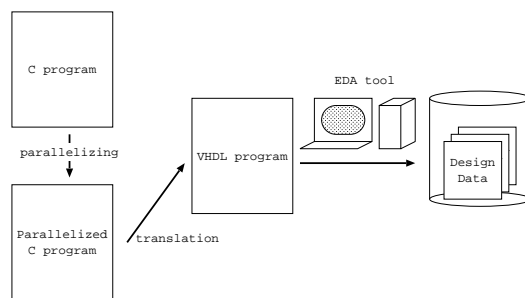 C program
parallelizing
Parallelized
C program
translation
VHDL program
EDA tool
Design
Data